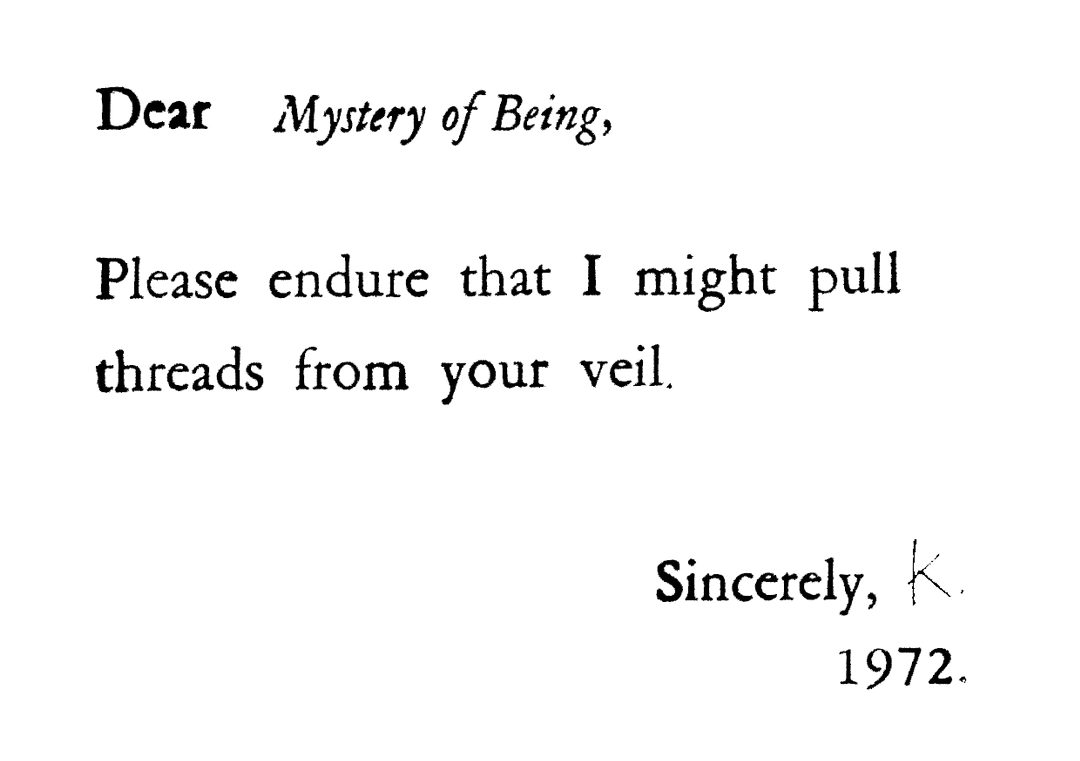 Dear Mystery of Being,
Please endure that I might pull
threads from your veil.
Sincerely, K.
1972.